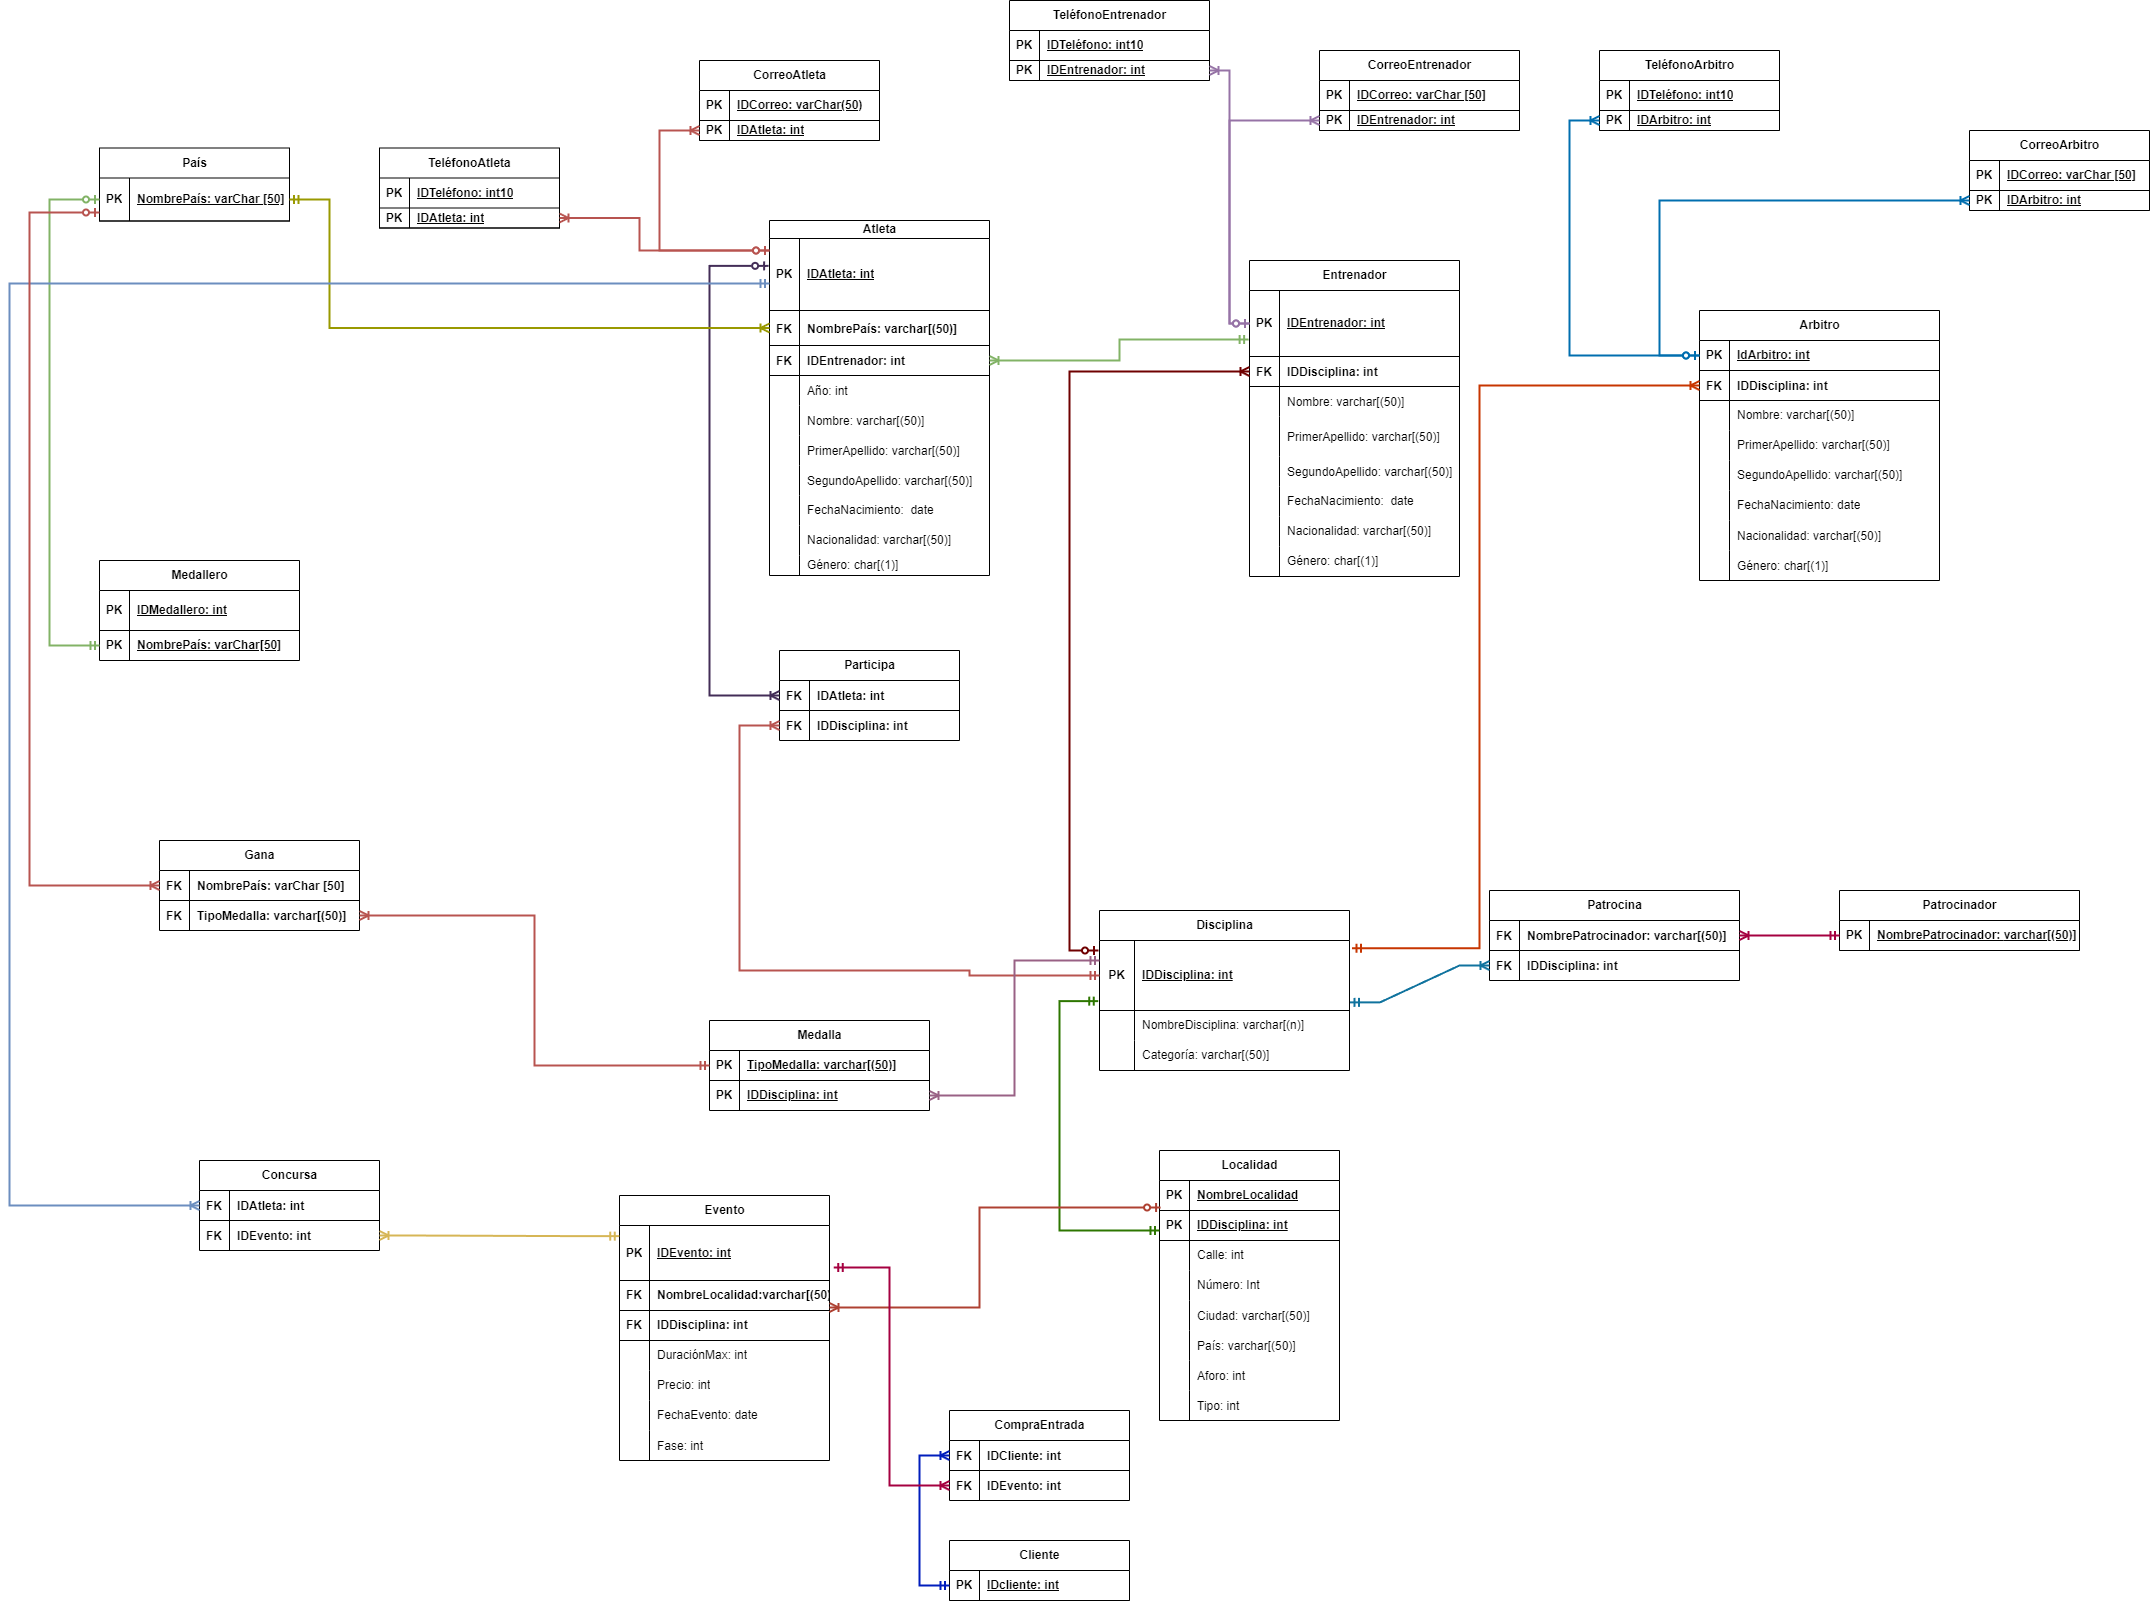 TeléfonoEntrenador
PK IDTeléfono: int10
PK IDEntrenador: int
CorreoAtleta
PK IDCorreo: varChar(50)
PK IDAtleta: int
CorreoEntrenador
PK IDCorreo: varChar [50]
PK IDEntrenador: int
TeléfonoArbitro
PK IDTeléfono: int10
PK IDArbitro: int
CorreoArbitro
PK IDCorreo: varChar [50]
PK IDArbitro: int
País
PK NombrePaís: varChar [50]
TeléfonoAtleta
PK IDTeléfono: int10
PK IDAtleta: int
Atleta
PK IDAtleta: int
FK NombrePaís: varchar[(50)]
FK IDEntrenador: int
Año: int
Nombre: varchar[(50)]
PrimerApellido: varchar[(50)]
SegundoApellido: varchar[(50)]
FechaNacimiento: date
Nacionalidad: varchar[(50)]
Género: char[(1)]
Entrenador
PK IDEntrenador: int
FK IDDisciplina: int
Nombre: varchar[(50)]
PrimerApellido: varchar[(50)]
SegundoApellido: varchar[(50)]
FechaNacimiento: date
Nacionalidad: varchar[(50)]
Género: char[(1)]
Arbitro
PK IdArbitro: int
FK IDDisciplina: int
Nombre: varchar[(50)]
PrimerApellido: varchar[(50)]
SegundoApellido: varchar[(50)]
FechaNacimiento: date
Nacionalidad: varchar[(50)]
Género: char[(1)]
Medallero
PK IDMedallero: int
PK NombrePaís: varChar[50]
Participa
FK IDAtleta: int
FK IDDisciplina: int
Gana
FK NombrePaís: varChar [50]
FK TipoMedalla: varchar[(50)]
Disciplina
PK IDDisciplina: int
NombreDisciplina: varchar[(n)]
Categoría: varchar[(50)]
Patrocina
FK NombrePatrocinador: varchar[(50)]
FK IDDisciplina: int
Patrocinador
PK NombrePatrocinador: varchar[(50)]
Medalla
PK TipoMedalla: varchar[(50)]
PK IDDisciplina: int
Concursa
FK IDAtleta: int
FK IDEvento: int
Evento
PK IDEvento: int
FK NombreLocalidad:varchar[(50)
FK IDDisciplina: int
DuraciónMax: int
Precio: int
FechaEvento: date
Fase: int
Localidad
PK NombreLocalidad
PK IDDisciplina: int
Calle: int
Número: Int
Ciudad: varchar[(50)]
País: varchar[(50)]
Aforo: int
Tipo: int
CompraEntrada
FK IDCliente: int
FK IDEvento: int
Cliente
PK IDcliente: int